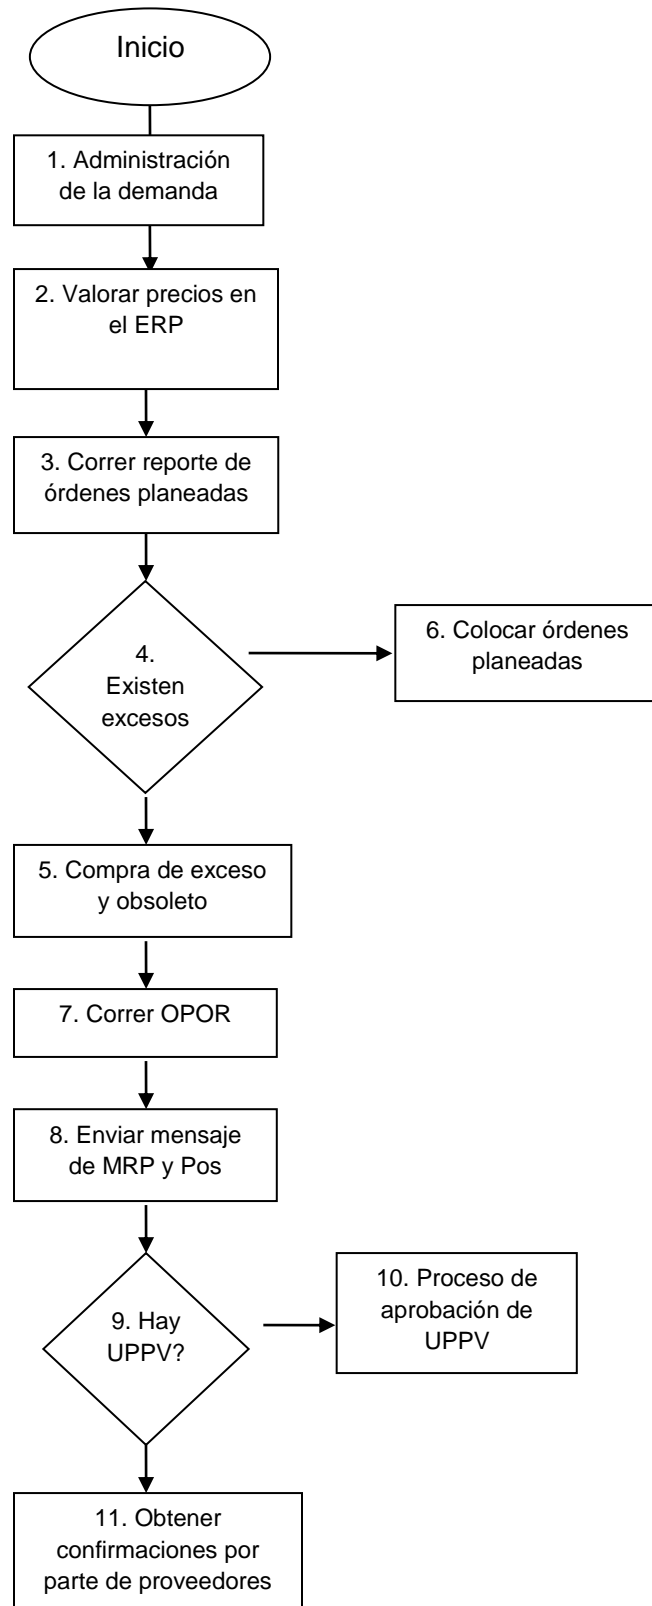 Inicio
1. Administración
de la demanda
2. Valorar precios en
el ERP
3. Correr reporte de
órdenes planeadas
4.
Existen
excesos
6. Colocar órdenes
planeadas
5. Compra de exceso
y obsoleto
7. Correr OPOR
8. Enviar mensaje
de MRP y Pos
9. Hay
UPPV?
10. Proceso de
aprobación de
UPPV
11. Obtener
confirmaciones por
parte de proveedores